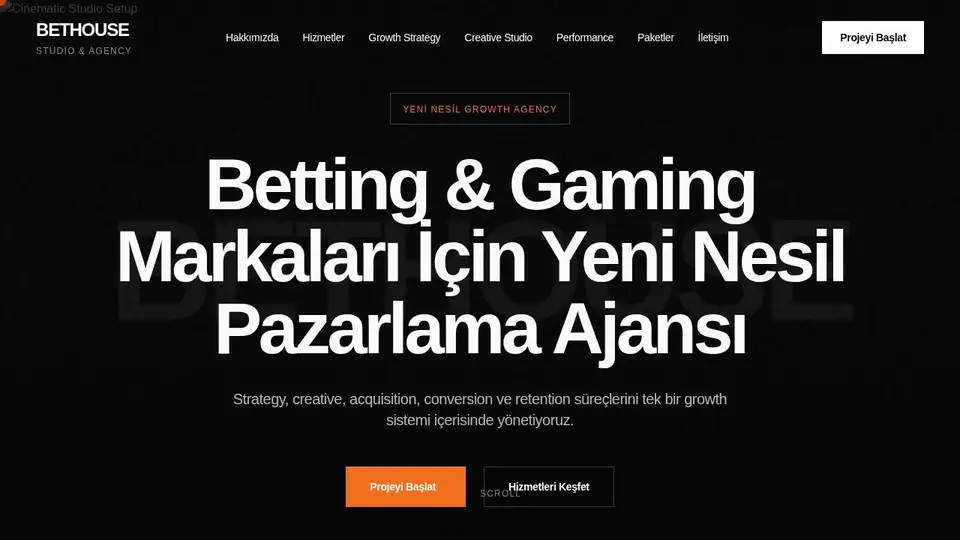 Cinematic Studio Setup
BETHOUSE
STUDİO & AGENCY
Hakkımızda
Hizmetler
Growth Strategy
Creative Studio
Performance
Paketler
İletişim
Projeyi Başlat
YENİ NESİL GROWTH AGENCY
BETHOUSE
Betting & Gaming
Markaları İçin Yeni Nesil
Pazarlama Ajansı
Strategy, creative, acquisition, conversion ve retention süreçlerini tek bir growth
sistemi içerisinde yönetiyoruz.
Projeyi Başlat
Hizmetleri Keşfet
SCROLL